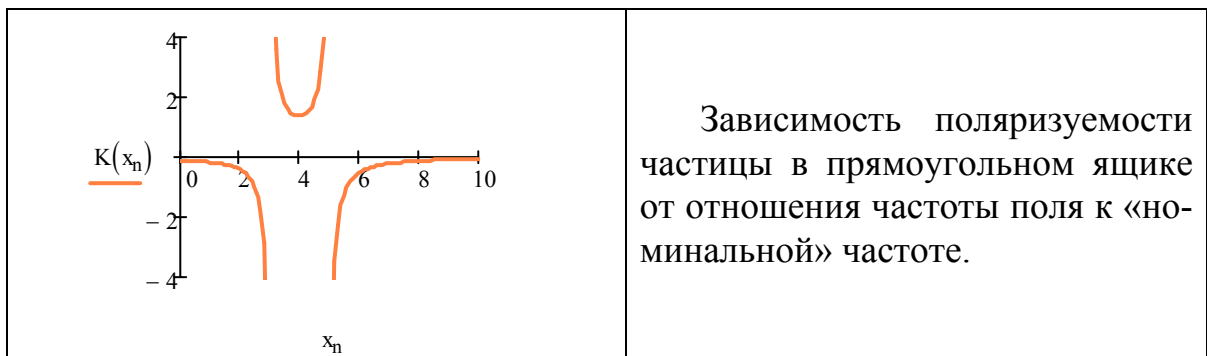 4
2
K(xn)
0 2 4 6 8 10
– 2
– 4
xn
Зависимость поляризуемости
частицы в прямоугольном ящике
от отношения частоты поля к «но-
минальной» частоте.